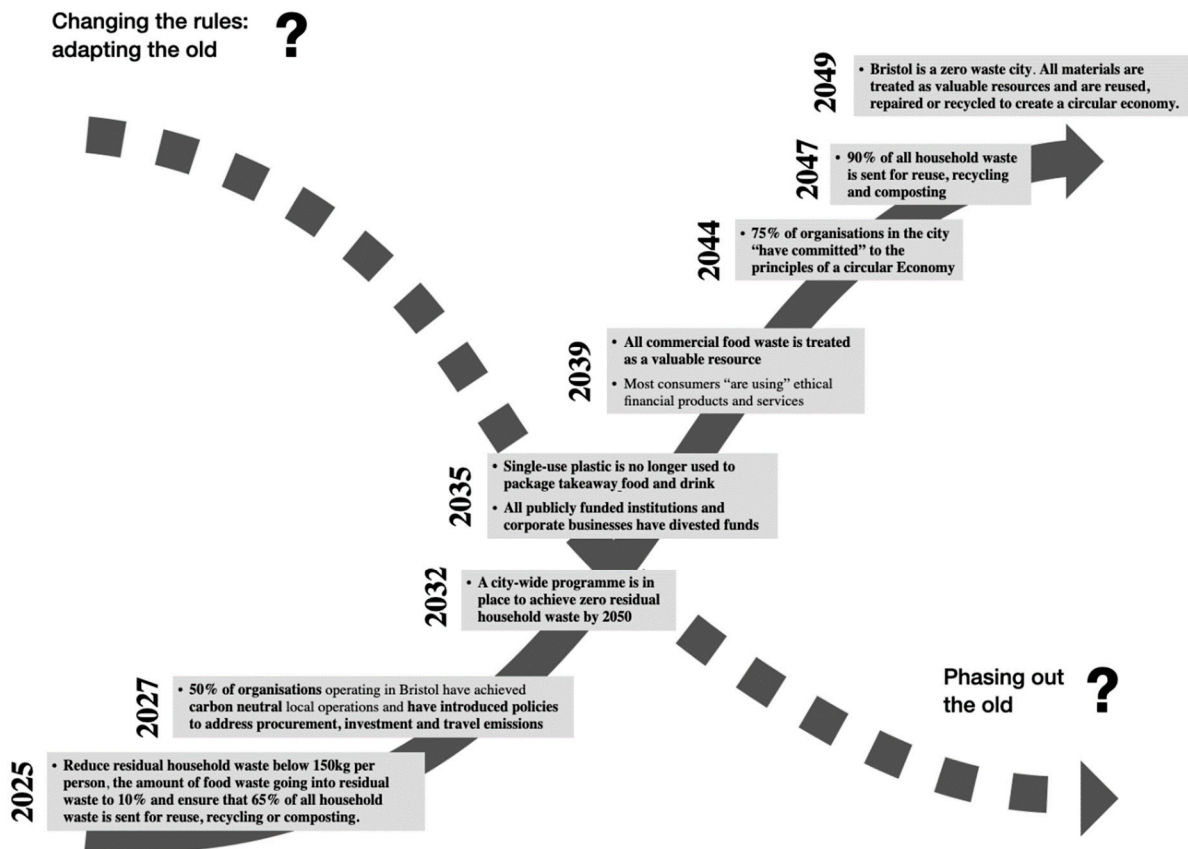 Changing the rules:
adapting the old
?
2049
• Bristol is a zero waste city. All materials are
treated as valuable resources and are reused,
repaired or recycled to create a circular economy.
2047
• 90% of all household waste
is sent for reuse, recycling
and composting
2044
• 75% of organisations in the city
“have committed” to the
principles of a circular Economy
2039
• All commercial food waste is treated
as a valuable resource
• Most consumers “are using” ethical
financial products and services
2035
• Single-use plastic is no longer used to
package takeaway food and drink
• All publicly funded institutions and
corporate businesses have divested funds
2032
• A city-wide programme is in
place to achieve zero residual
household waste by 2050
2027
• 50% of organisations operating in Bristol have achieved
carbon neutral local operations and have introduced policies
to address procurement, investment and travel emissions
2025
• Reduce residual household waste below 150kg per
person, the amount of food waste going into residual
waste to 10% and ensure that 65% of all household
waste is sent for reuse, recycling or composting.
Phasing out
the old
?